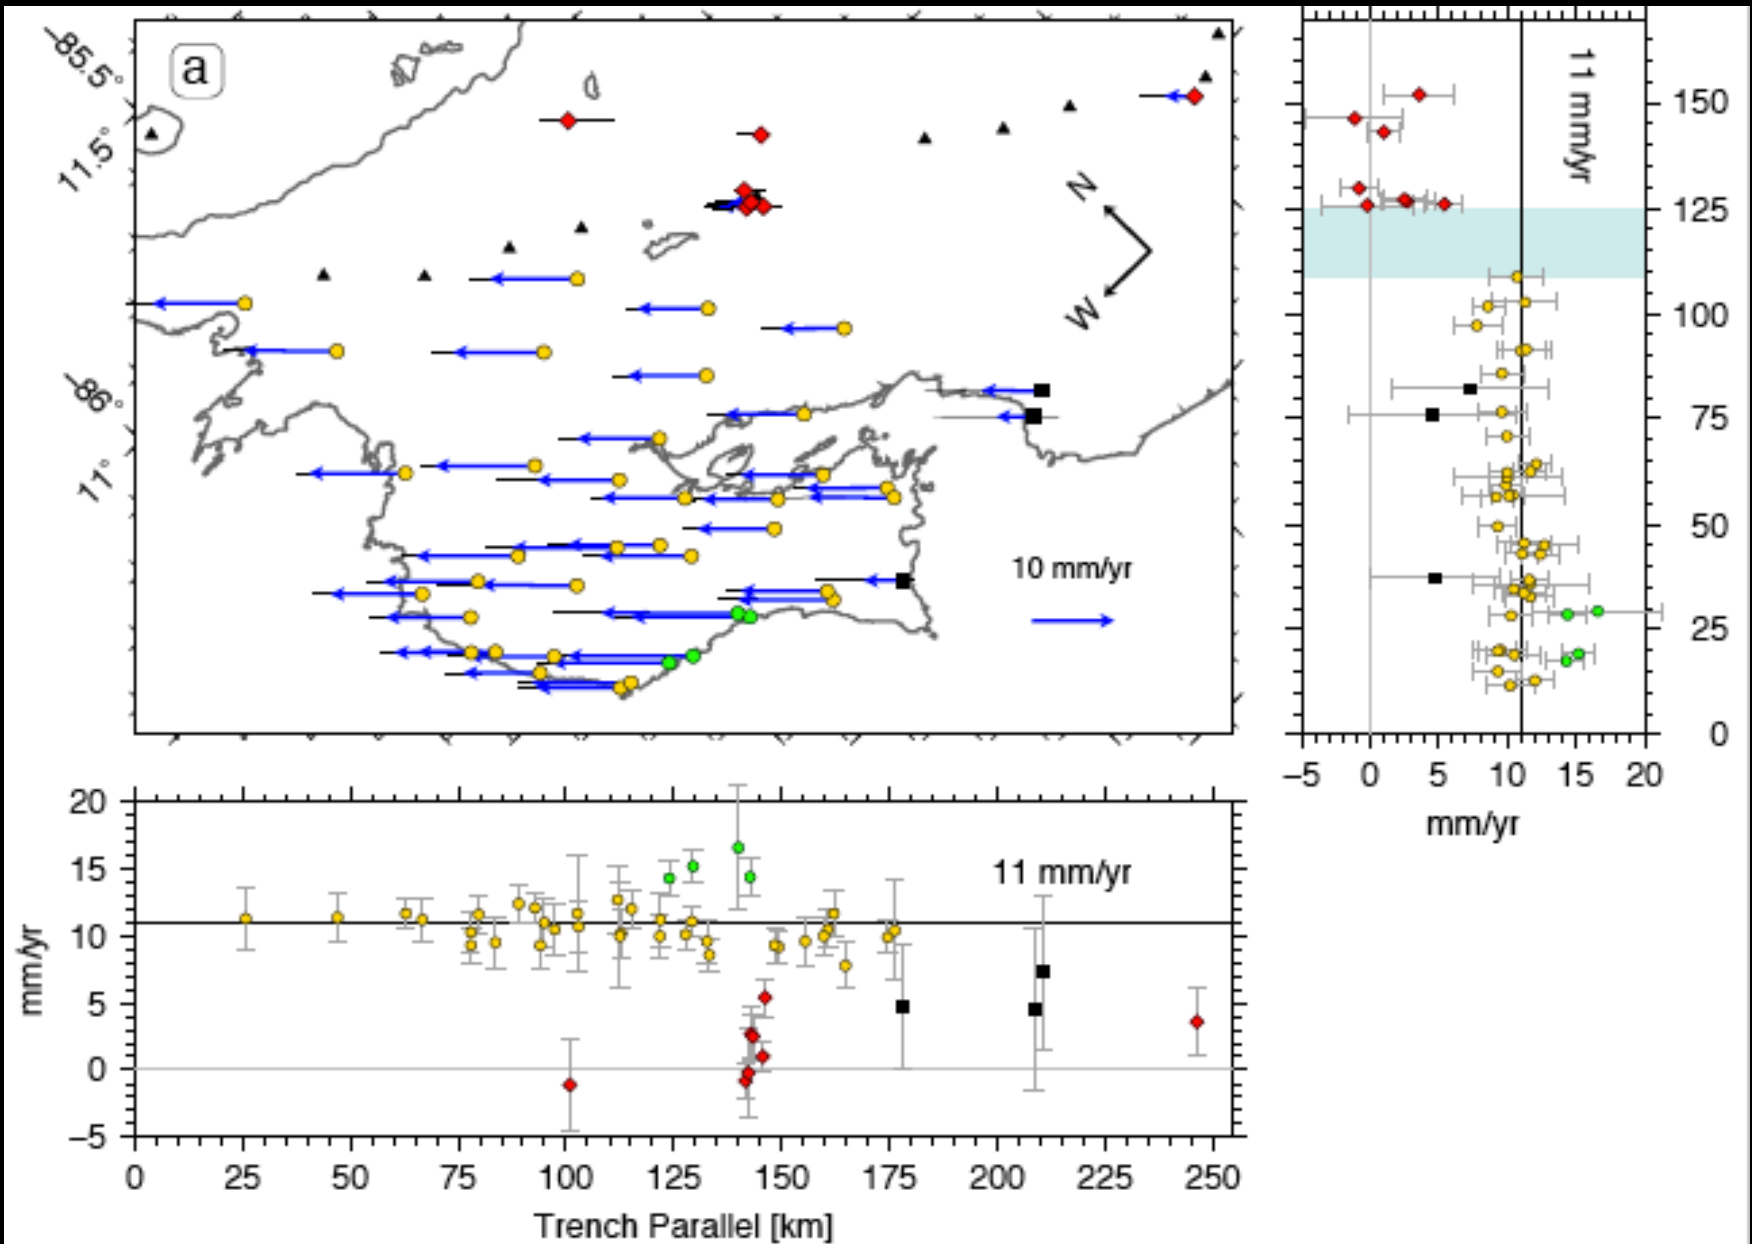 a
−85.5°
11.5°
−86°
11°
N
W
10 mm/yr
11 mm/yr
150
125
100
75
50
25
0
−5 0 5 10 15 20
mm/yr
20
15
10
5
0
−5
mm/yr
11 mm/yr
0 25 50 75 100 125 150 175 200 225 250
Trench Parallel [km]